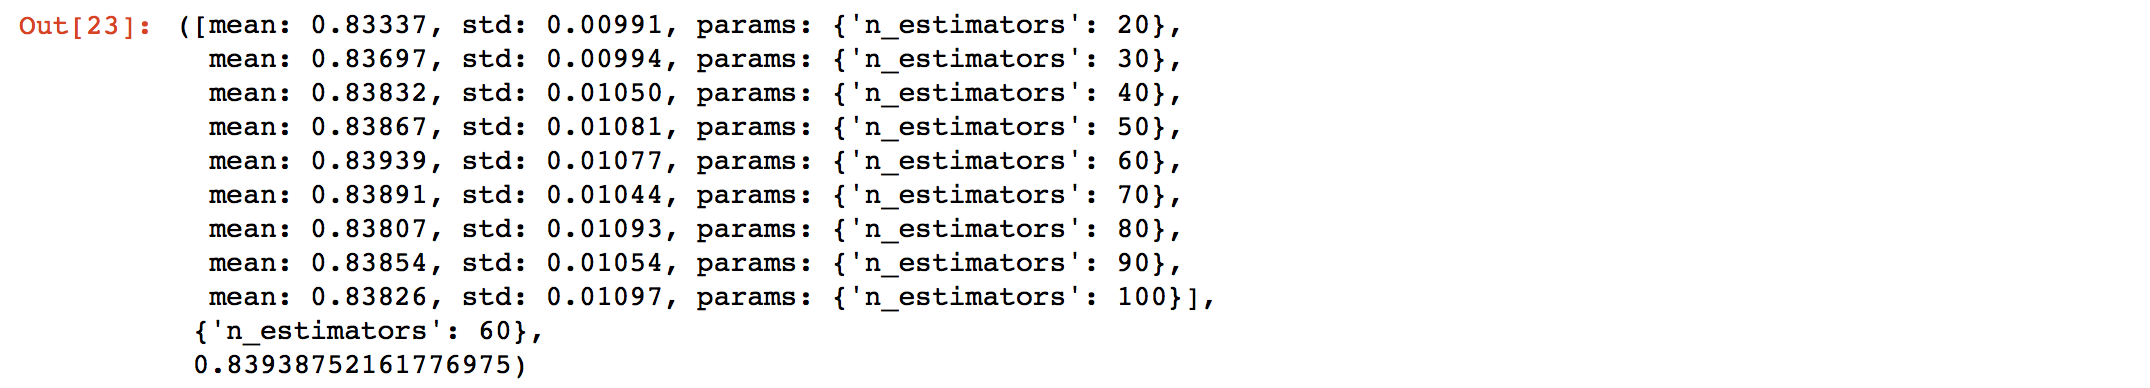 Out[23]: ([mean: 0.83337, std: 0.00991, params: {'n_estimators': 20},
mean: 0.83697, std: 0.00994, params: {'n_estimators': 30},
mean: 0.83832, std: 0.01050, params: {'n_estimators': 40},
mean: 0.83867, std: 0.01081, params: {'n_estimators': 50},
mean: 0.83939, std: 0.01077, params: {'n_estimators': 60},
mean: 0.83891, std: 0.01044, params: {'n_estimators': 70},
mean: 0.83807, std: 0.01093, params: {'n_estimators': 80},
mean: 0.83854, std: 0.01054, params: {'n_estimators': 90},
mean: 0.83826, std: 0.01097, params: {'n_estimators': 100}],
{'n_estimators': 60},
0.839387521617769​75)